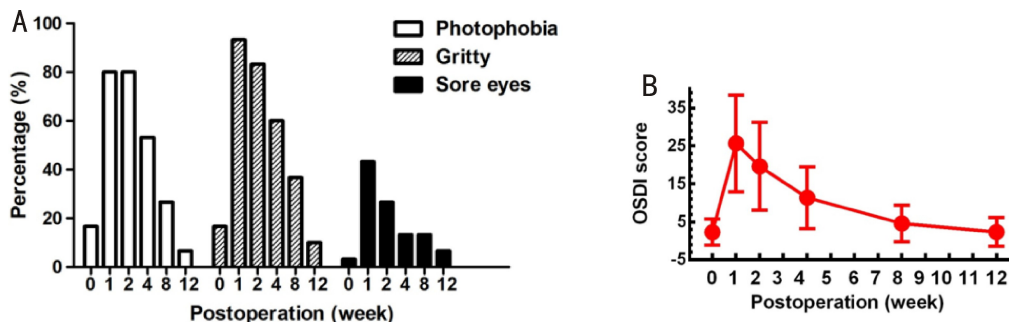 A
100
80
60
40
20
0
Percentage (%)
Photophobia
Gritty
Sore eyes
0 1 2 4 8 12 0 1 2 4 8 12 0 1 2 4 8 12
Postoperation (week)
B
35
25
15
5
-5
OSDI score
0 1 2 3 4 5 6 7 8 9 10 11 12
Postoperation (week)